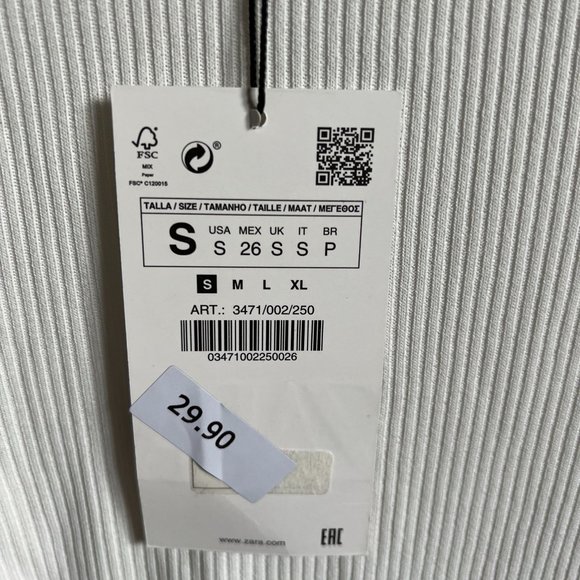 FSC
MIX
Paper
FSC® C120015
®
TALLA / SIZE / TAMANHO / TAILLE / MAAT / ΜΕΓΕΘΟΣ
S
USA MEX UK IT BR
S 26 S S P
S M L XL
ART.: 3471/002/250
03471002250026
29.90
www.zara.com
EAC